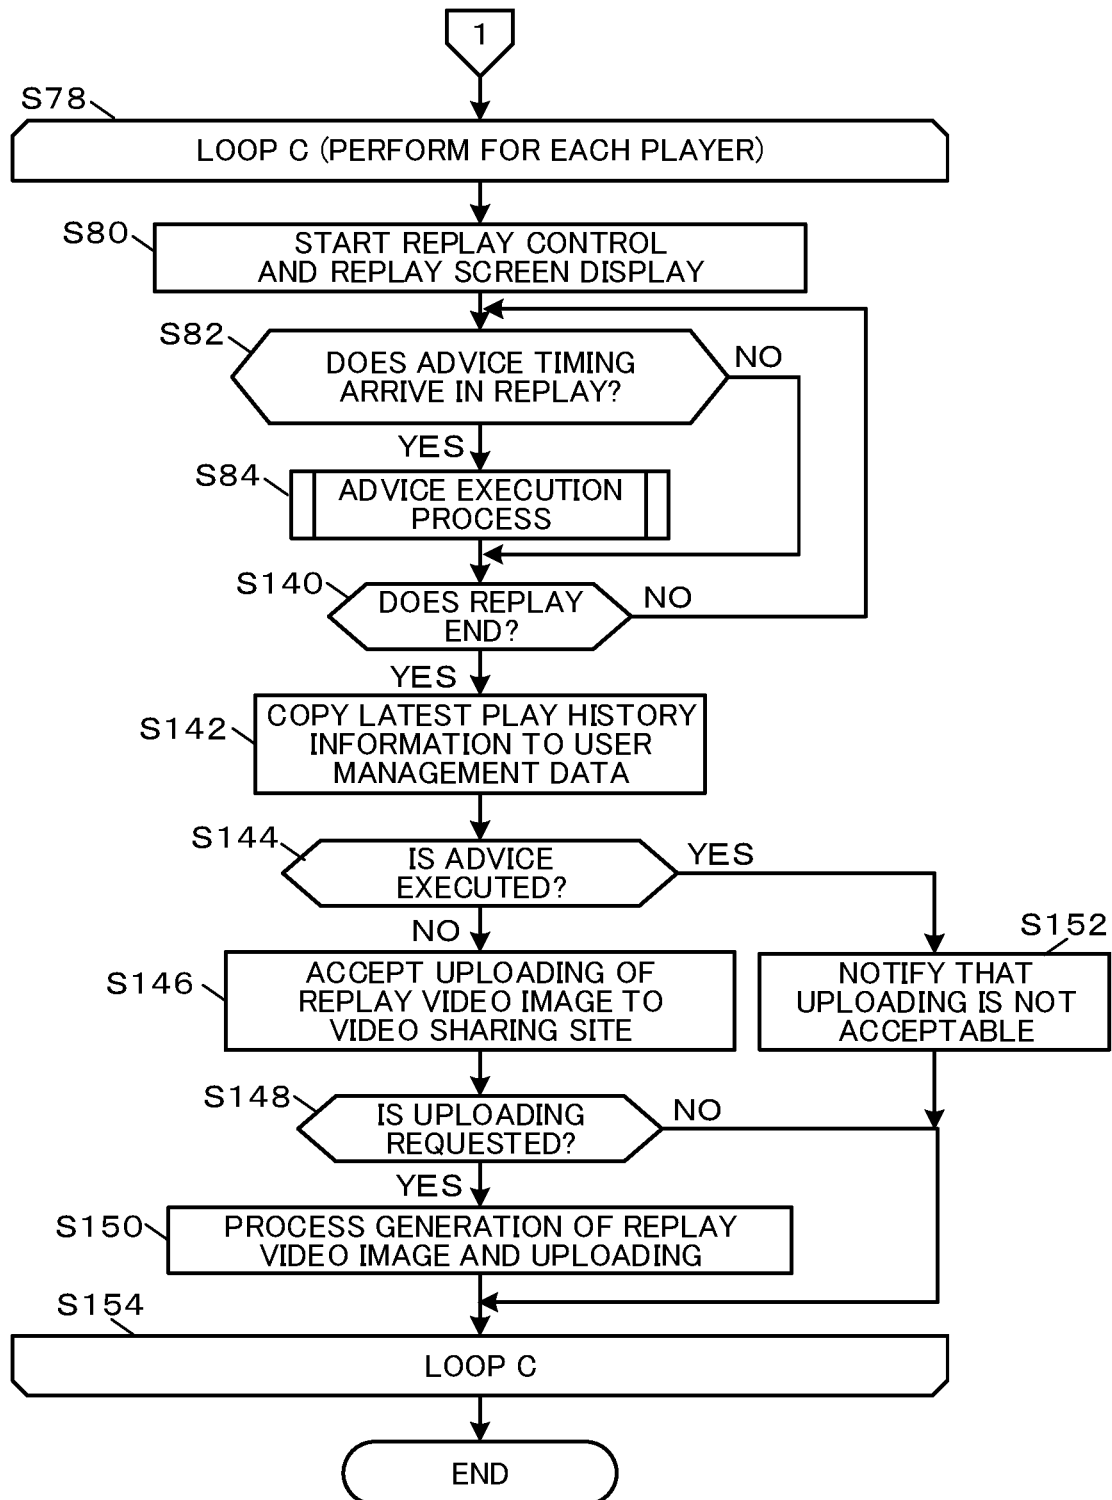 1
S78
LOOP C (PERFORM FOR EACH PLAYER)
S80
START REPLAY CONTROL
AND REPLAY SCREEN DISPLAY
S82
DOES ADVICE TIMING
ARRIVE IN REPLAY?
NO
YES
S84
ADVICE EXECUTION
PROCESS
S140
DOES REPLAY
END?
NO
YES
S142
COPY LATEST PLAY HISTORY
INFORMATION TO USER
MANAGEMENT DATA
S144
IS ADVICE
EXECUTED?
YES
NO
S146
ACCEPT UPLOADING OF
REPLAY VIDEO IMAGE TO
VIDEO SHARING SITE
S152
NOTIFY THAT
UPLOADING IS NOT
ACCEPTABLE
S148
IS UPLOADING
REQUESTED?
NO
YES
S150
PROCESS GENERATION OF REPLAY
VIDEO IMAGE AND UPLOADING
S154
LOOP C
END